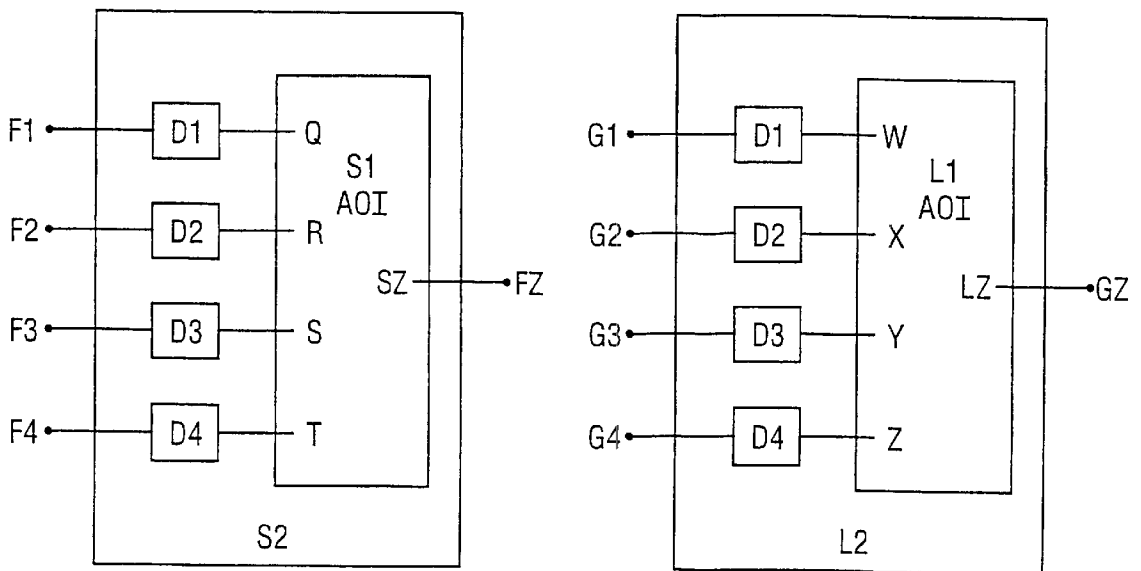 F1 D1 Q
S1
AOI
F2 D2 R
SZ FZ
F3 D3 S
F4 D4 T
S2
G1 D1 W
L1
AOI
G2 D2 X
LZ GZ
G3 D3 Y
G4 D4 Z
L2